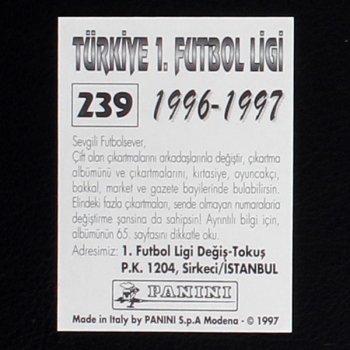 TÜRKİYE 1. FUTBOL LİGİ
239 1996-1997
Sevgili Futbolsever,
Çift olan çıkartmalarını arkadaşlarınla değiştir, çıkartma
albümünü ve çıkartmalarını, kırtasiye, oyuncakçı,
bakkal, market ve gazete bayilerinde bulabilirsin.
Elindeki fazla çıkartmaları, sende olmayan numaralarla
değiştirme şansına da sahipsin! Ayrıntılı bilgi için,
albümünün 65. sayfasını dikkatle oku.
Adresimiz: 1. Futbol Ligi Değiş-Tokuş
P.K. 1204, Sirkeci/İSTANBUL
PANINI
Made in Italy by PANINI S.p.A Modena - © 1997